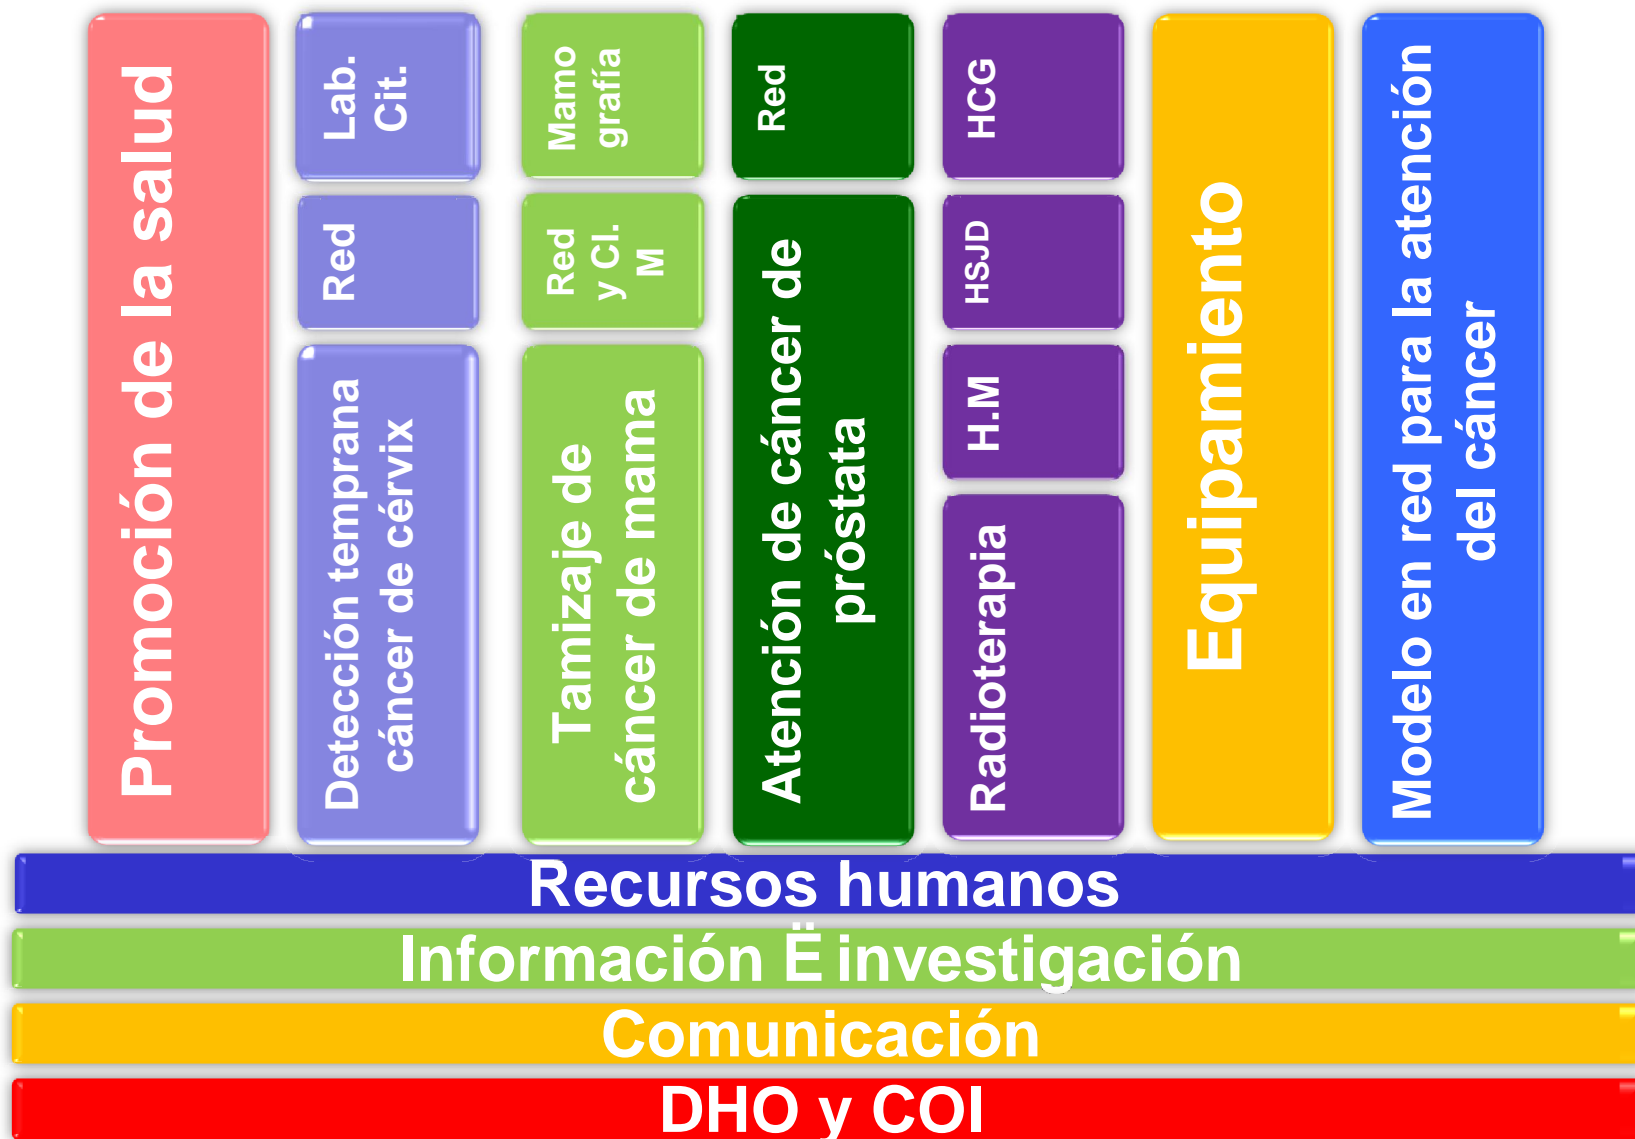 Promoción de la salud
Lab.
Cit.
Red
Detección temprana
cáncer de cérvix
Mamo
grafía
Red
y Cl.
M
Tamizaje de
cáncer de mama
Red
Atención de cáncer de
próstata
HCG
HSJD
H.M
Radioterapia
Equipamiento
Modelo en red para la atención
del cáncer
Recursos humanos
Información Ë investigación
Comunicación
DHO y COI